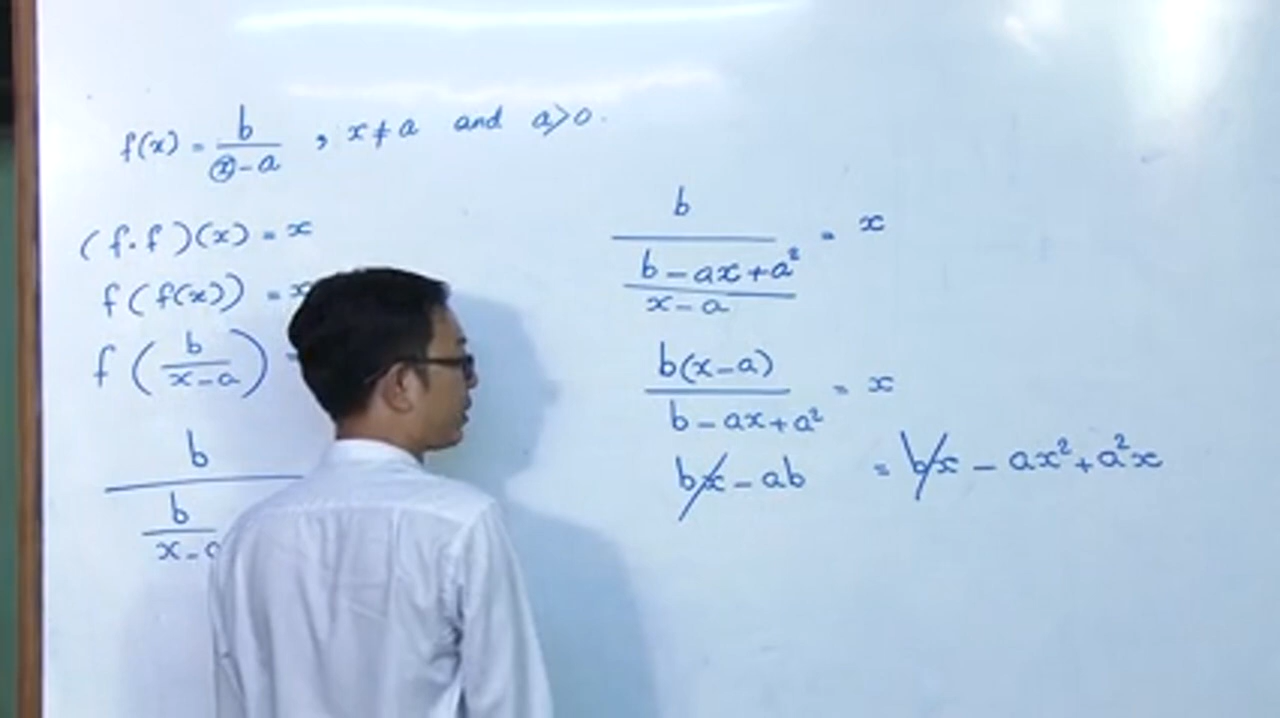 f(x) = b/(x-a) , x≠a and a>0.
(f.f)(x) = x
f(f(x)) = x
f(b/(x-a)) =
b
b
x-a
b/((b-ax+a²)/(x-a)) = x
b(x-a)/(b-ax+a²) = x
bx-ab = bx-ax²+a²x